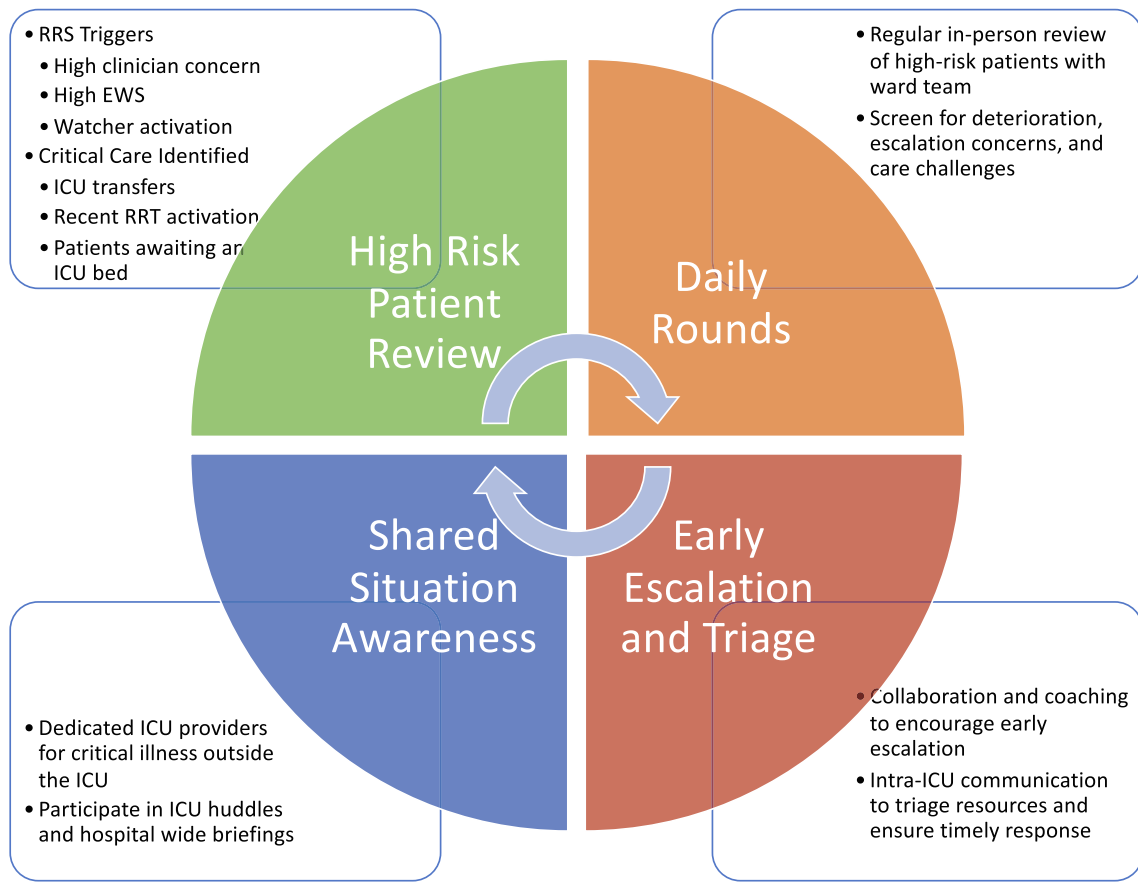 • RRS Triggers
• High clinician concern
• High EWS
• Watcher activation
• Critical Care Identified
• ICU transfers
• Recent RRT activation
• Patients awaiting an
ICU bed
• Regular in-person review
of high-risk patients with
ward team
• Screen for deterioration,
escalation concerns, and
care challenges
High Risk
Patient
Review
Daily
Rounds
Shared
Situation
Awareness
Early
Escalation
and Triage
• Dedicated ICU providers
for critical illness outside
the ICU
• Participate in ICU huddles
and hospital wide briefings
• Collaboration and coaching
to encourage early
escalation
• Intra-ICU communication
to triage resources and
ensure timely response